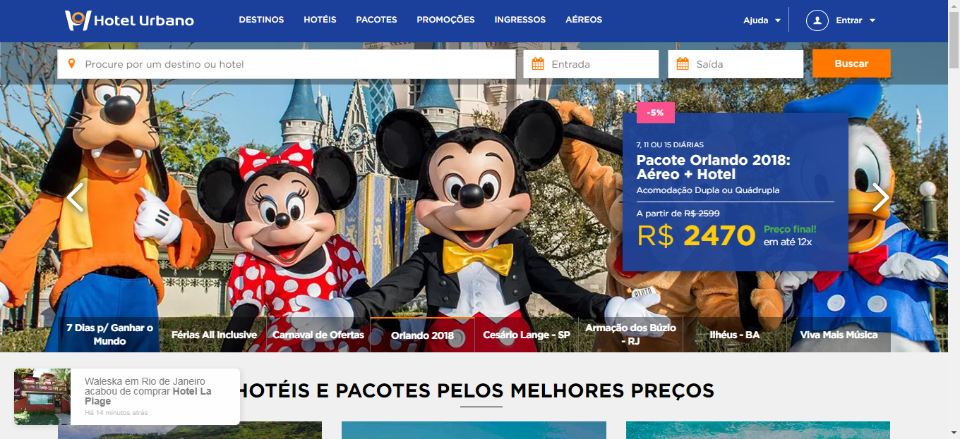 Hotel Urbano
DESTINOS HOTÉIS PACOTES PROMOÇÕES INGRESSOS AÉREOS
Ajuda Entrar
Procure por um destino ou hotel
Entrada
Saída
Buscar
-5%
7, 11 OU 15 DIÁRIAS
Pacote Orlando 2018:
Aéreo + Hotel
Acomodação Dupla ou Quádrupla
A partir de R$ 2599
R$ 2470
Preço final!
em até 12x
7 Dias p/ Ganhar o
Mundo
Férias All Inclusive
Carnaval de Ofertas
Orlando 2018
Cesário Lange - SP
Armação dos Búzio
- RJ
Ilhéus - BA
Viva Mais Música
HOTÉIS E PACOTES PELOS MELHORES PREÇOS
Waleska em Rio de Janeiro
acabou de comprar Hotel La
Plage
Há 14 minutos atrás